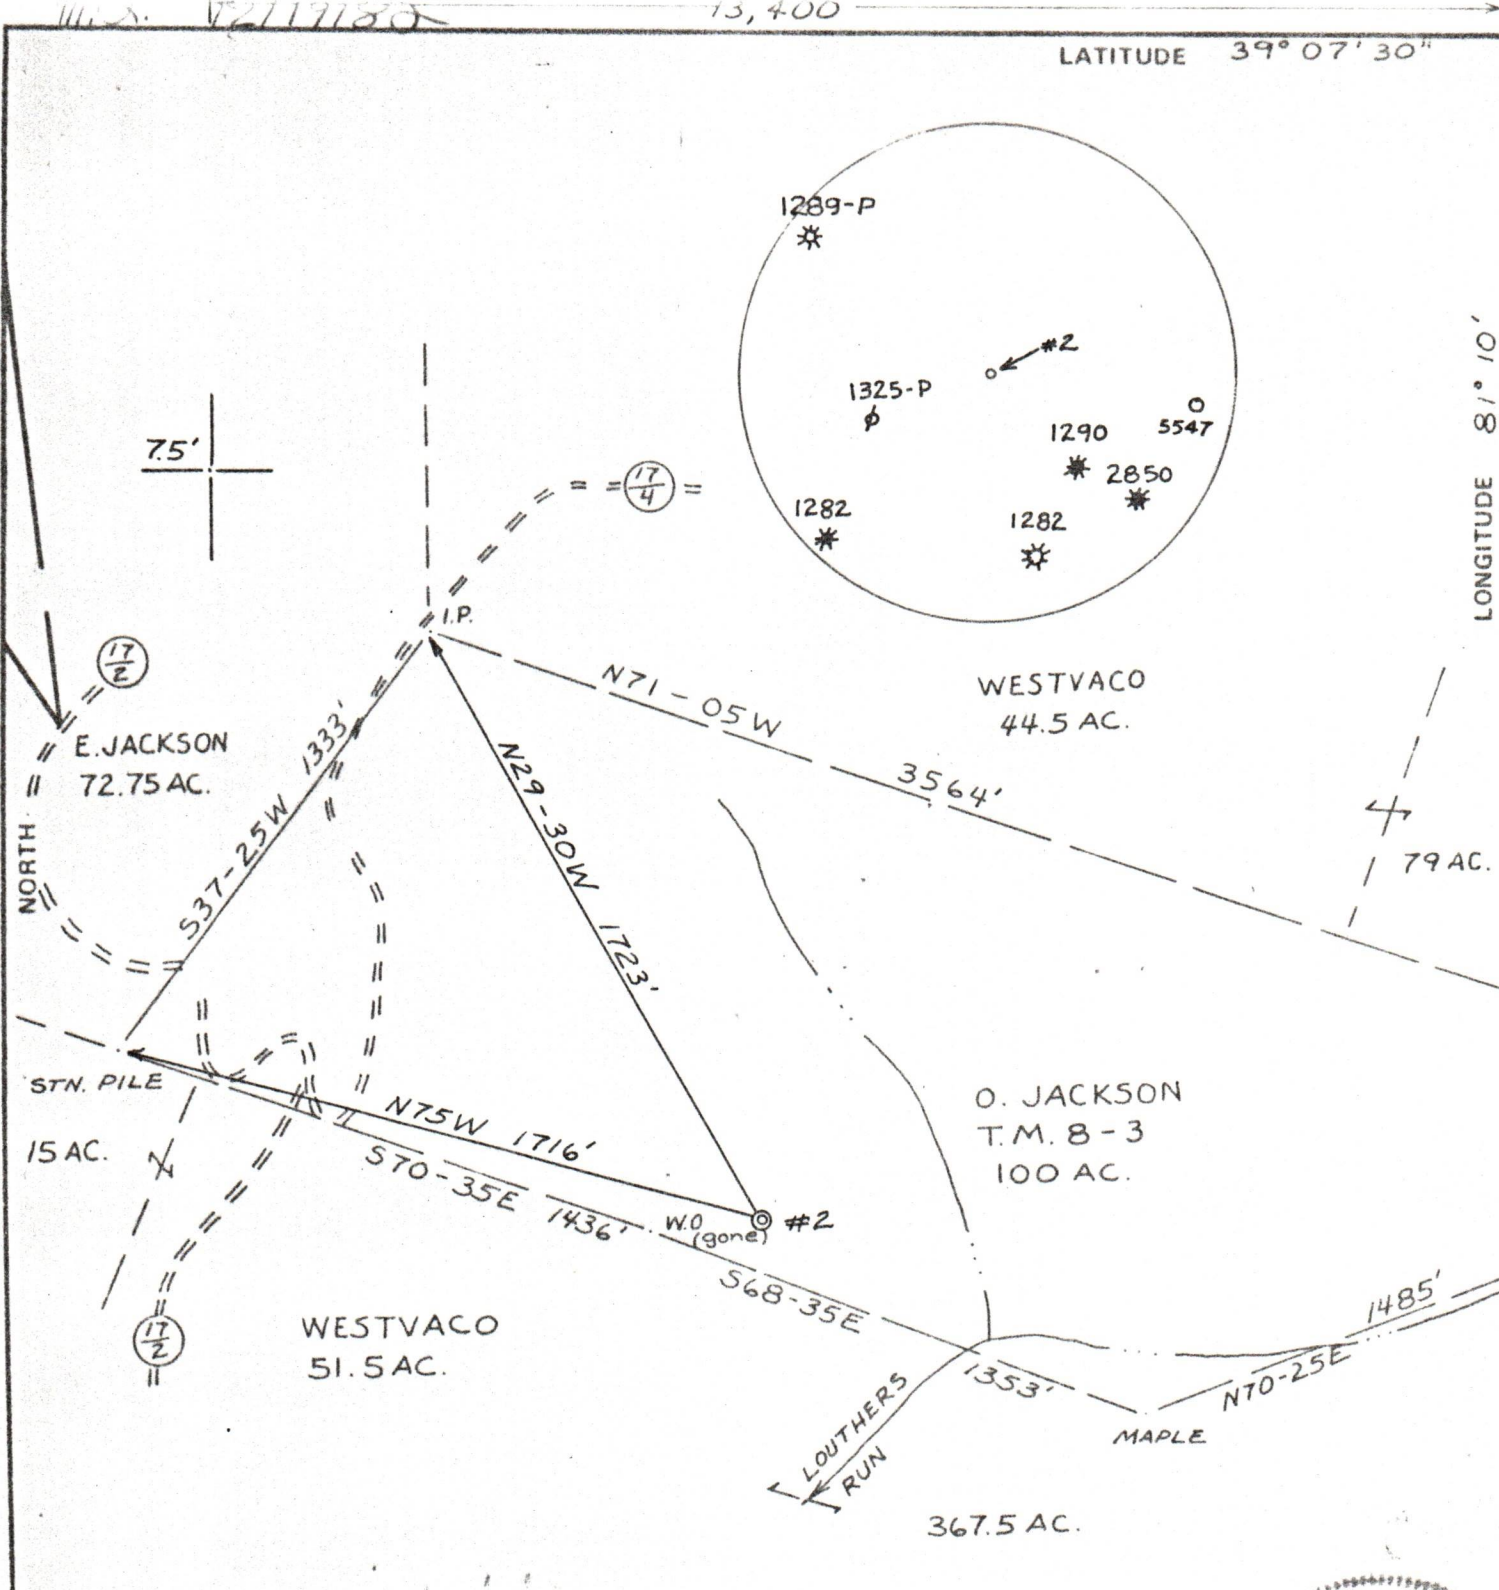 13,400
LATITUDE 39° 07' 30"
LONGITUDE 81° 10'
1289-P
#2
1325-P
5547
1290
2850
1282
1282
7.5'
17/4
I.P.
17/2
E. JACKSON
72.75 AC.
NORTH
S37-25W 1333'
N71-05W 3564'
WESTVACO
44.5 AC.
79 AC.
N29-30W 1723'
STN. PILE
15 AC.
N75W 1716'
S70-35E 1436'
W.O
(gone)
#2
O. JACKSON
T.M. 8-3
100 AC.
S68-35E 1353'
17/2
WESTVACO
51.5 AC.
LOUTHERS
RUN
MAPLE
N70-25E 1485'
367.5 AC.